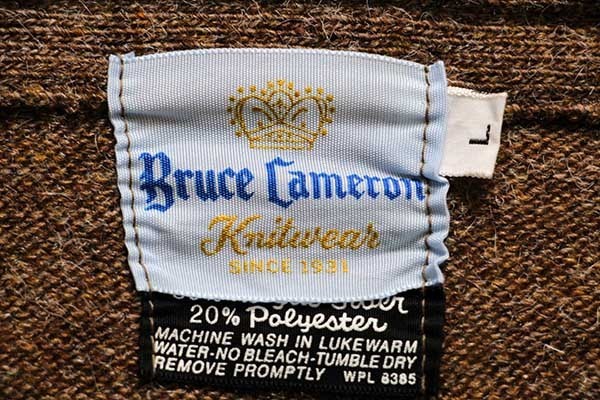 Bruce Cameron
Knitwear
SINCE 1931
L
20% Polyester
MACHINE WASH IN LUKEWARM
WATER-NO BLEACH-TUMBLE DRY
REMOVE PROMPTLY WPL 8385